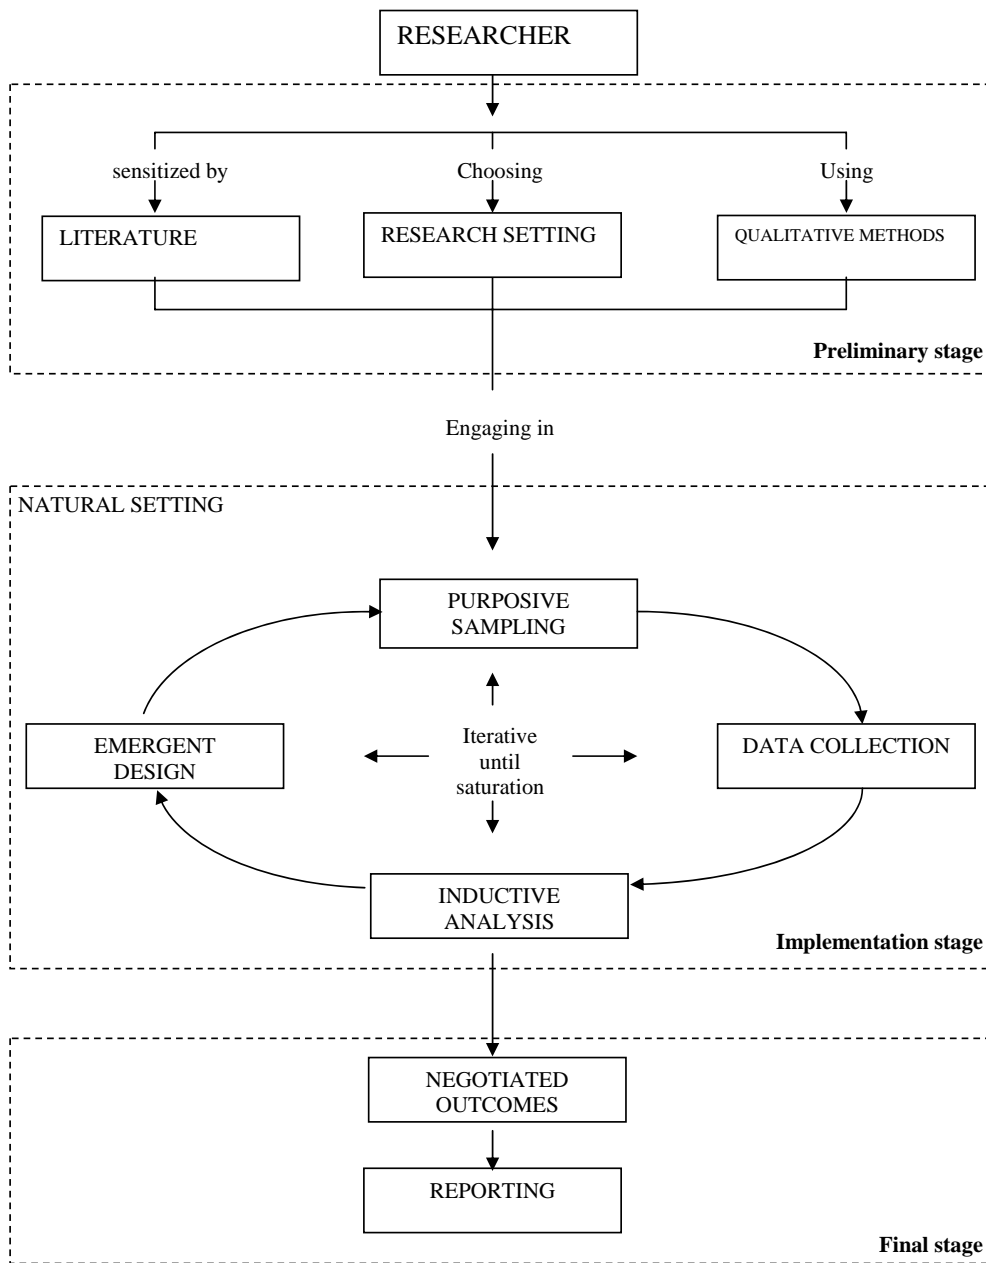 RESEARCHER
sensitized by
Choosing
Using
LITERATURE
RESEARCH SETTING
QUALITATIVE METHODS
Preliminary stage
Engaging in
NATURAL SETTING
PURPOSIVE
SAMPLING
EMERGENT
DESIGN
Iterative
until
saturation
DATA COLLECTION
INDUCTIVE
ANALYSIS
Implementation stage
NEGOTIATED
OUTCOMES
REPORTING
Final stage